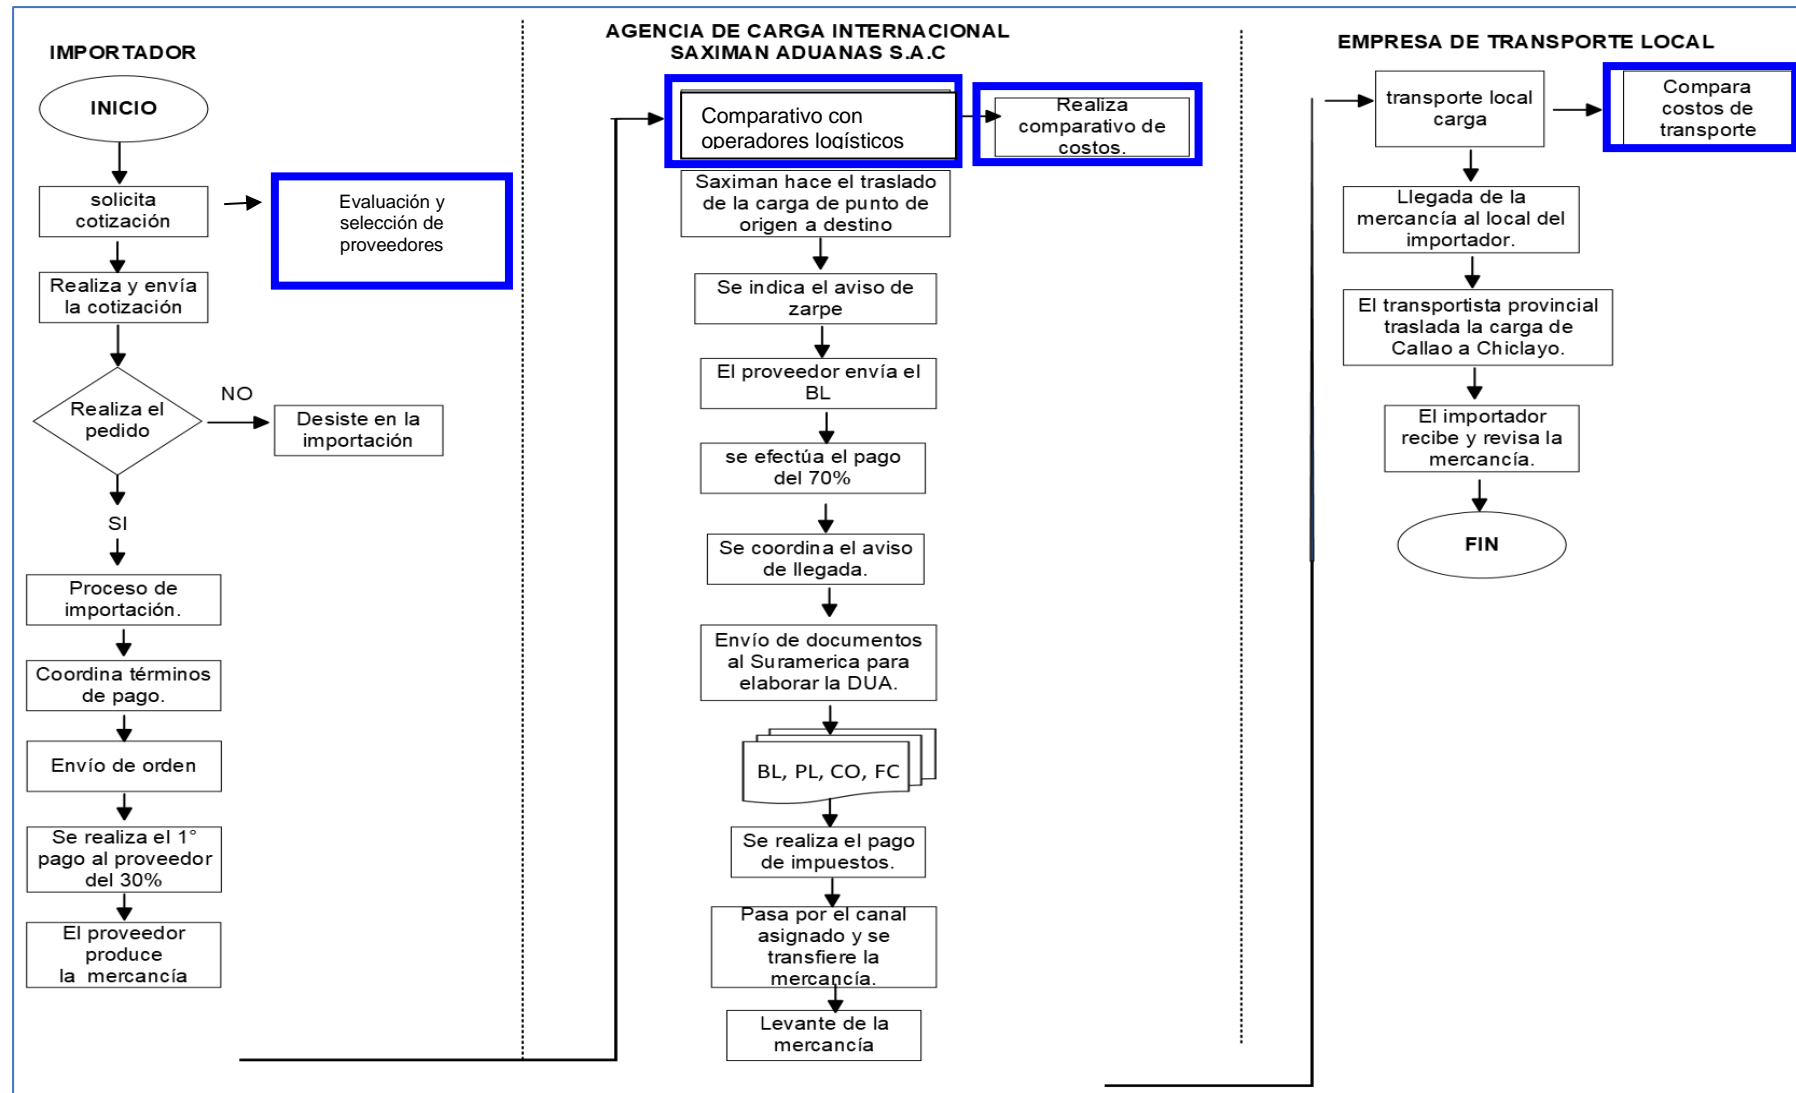 IMPORTADOR
INICIO
solicita
cotización
Evaluación y
selección de
proveedores
Realiza y envía
la cotización
Realiza el
pedido
NO
Desiste en la
importación
SI
Proceso de
importación.
Coordina términos
de pago.
Envío de orden
Se realiza el 1°
pago al proveedor
del 30%
El proveedor
produce
la mercancía
AGENCIA DE CARGA INTERNACIONAL
SAXIMAN ADUANAS S.A.C
Comparativo con
operadores logísticos
Realiza
comparativo de
costos.
Saximan hace el traslado
de la carga de punto de
origen a destino
Se indica el aviso de
zarpe
El proveedor envía el
BL
se efectúa el pago
del 70%
Se coordina el aviso
de llegada.
Envío de documentos
al Suramerica para
elaborar la DUA.
BL, PL, CO, FC
Se realiza el pago
de impuestos.
Pasa por el canal
asignado y se
transfiere la
mercancía.
Levante de la
mercancía
EMPRESA DE TRANSPORTE LOCAL
transporte local
carga
Compara
costos de
transporte
Llegada de la
mercancía al local del
importador.
El transportista provincial
traslada la carga de
Callao a Chiclayo.
El importador
recibe y revisa la
mercancía.
FIN